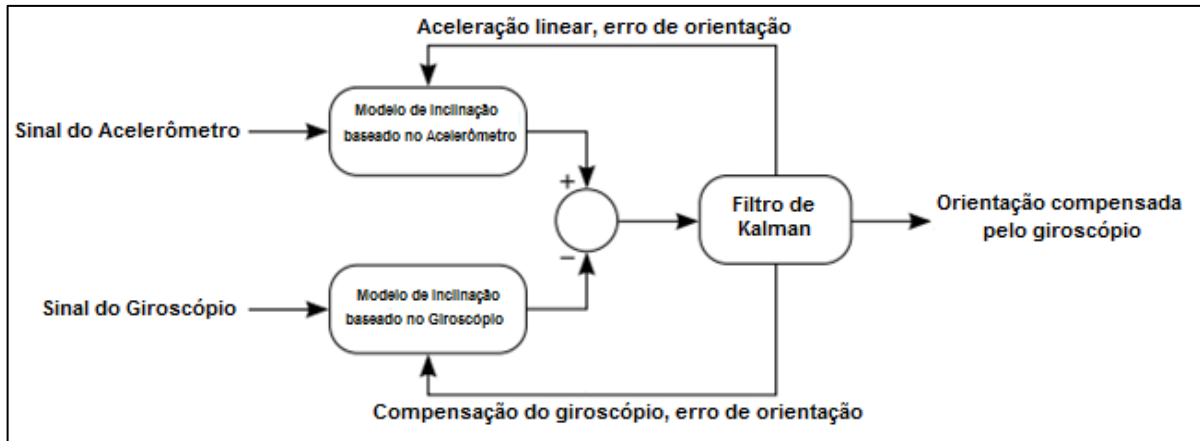 Aceleração linear, erro de orientação
Modelo de Inclinação
baseado no Acelerômetro
Sinal do Acelerômetro
+
Filtro de
Kalman
Orientação compensada
pelo giroscópio
−
Modelo de Inclinação
baseado no Giroscópio
Sinal do Giroscópio
Compensação do giroscópio, erro de orientação